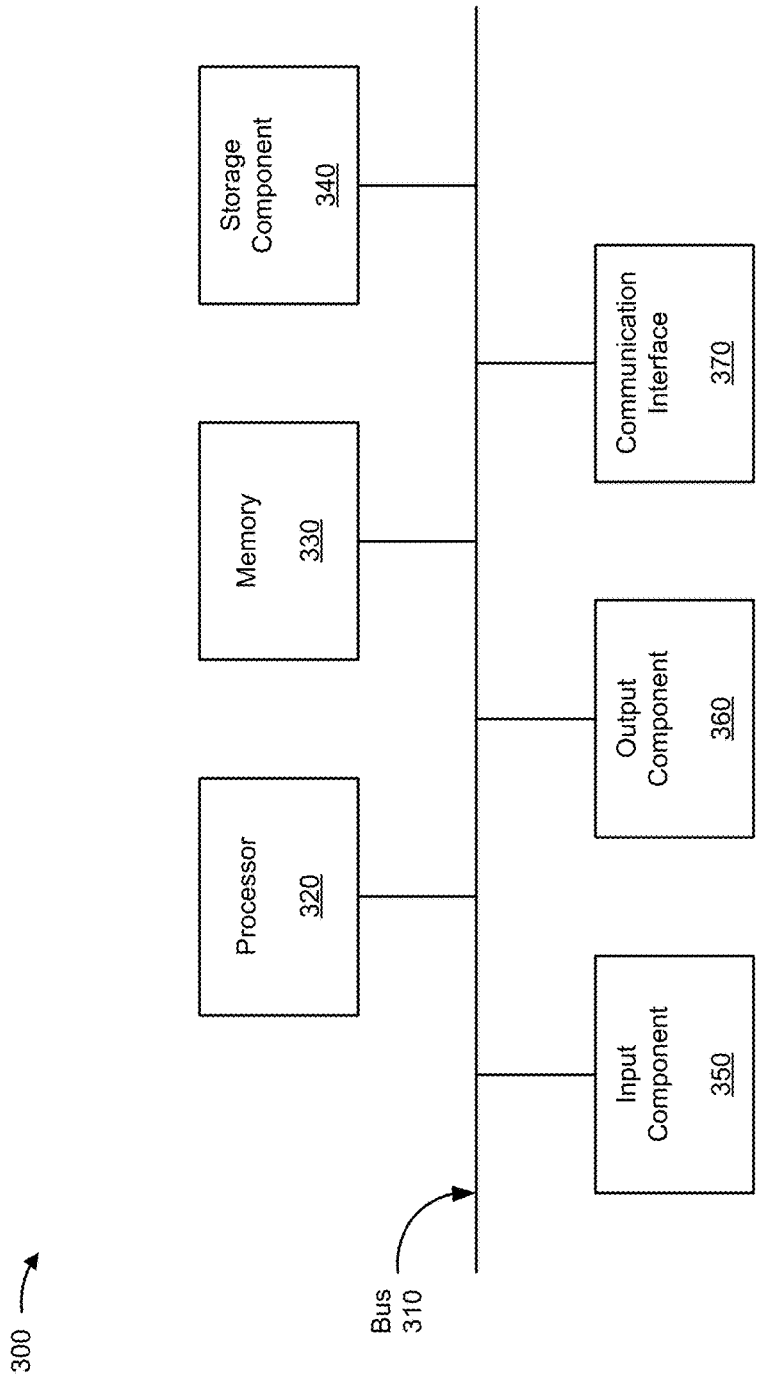 300
Bus
310
Processor
320
Memory
330
Storage
Component
340
Input
Component
350
Output
Component
360
Communication
Interface
370